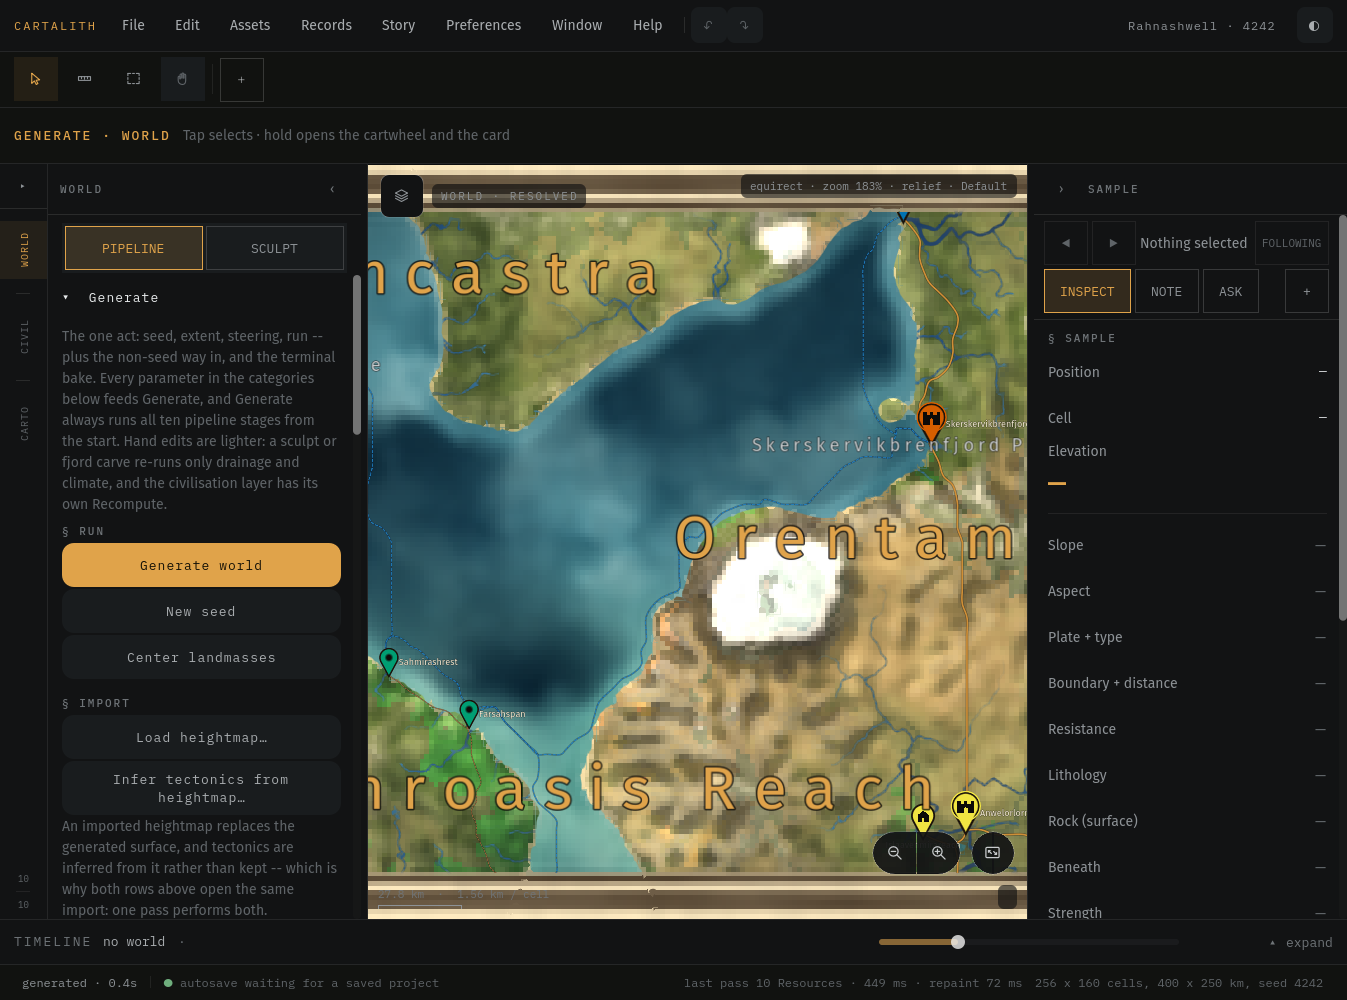 CARTALITH File Edit Assets Records Story Preferences Window Help Rahnashwell · 4242
+
GENERATE · WORLD Tap selects · hold opens the cartwheel and the card
WORLD
PIPELINE SCULPT
Generate
The one act: seed, extent, steering, run --
plus the non-seed way in, and the terminal
bake. Every parameter in the categories
below feeds Generate, and Generate
always runs all ten pipeline stages from
the start. Hand edits are lighter: a sculpt or
fjord carve re-runs only drainage and
climate, and the civilisation layer has its
own Recompute.
§ RUN
Generate world
New seed
Center landmasses
§ IMPORT
Load heightmap…
Infer tectonics from
heightmap…
An imported heightmap replaces the
generated surface, and tectonics are
inferred from it rather than kept -- which is
why both rows above open the same
import: one pass performs both.
WORLD
CIVIL
CARTO
10
10
WORLD · RESOLVED
equirect · zoom 183% · relief · Default
ncastra
e
Skerskervikbrenfjor
Skerskervikbrenfjord P
Orentam
Sahmirashrest
Farsahspan
hroasis Reach
Anwelorlorn
27.8 km · 1.56 km / cell
SAMPLE
Nothing selected FOLLOWING
INSPECT NOTE ASK +
§ SAMPLE
Position —
Cell —
Elevation
—
Slope —
Aspect —
Plate + type —
Boundary + distance —
Resistance —
Lithology —
Rock (surface) —
Beneath —
Strength —
TIMELINE no world · expand
generated · 0.4s autosave waiting for a saved project last pass 10 Resources · 449 ms · repaint 72 ms 256 x 160 cells, 400 x 250 km, seed 4242